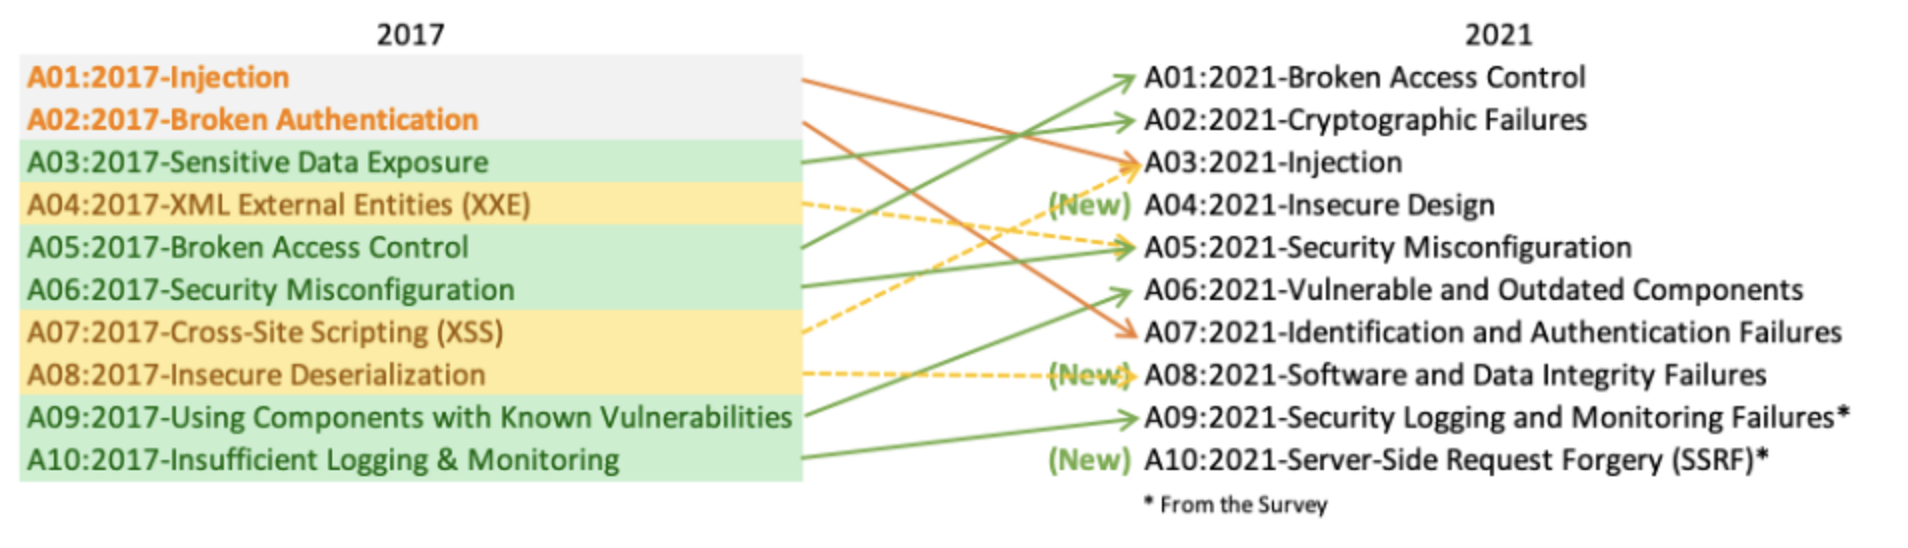 2017
A01:2017-Injection
A02:2017-Broken Authentication
A03:2017-Sensitive Data Exposure
A04:2017-XML External Entities (XXE)
A05:2017-Broken Access Control
A06:2017-Security Misconfiguration
A07:2017-Cross-Site Scripting (XSS)
A08:2017-Insecure Deserialization
A09:2017-Using Components with Known Vulnerabilities
A10:2017-Insufficient Logging & Monitoring
2021
A01:2021-Broken Access Control
A02:2021-Cryptographic Failures
A03:2021-Injection
(New) A04:2021-Insecure Design
A05:2021-Security Misconfiguration
A06:2021-Vulnerable and Outdated Components
A07:2021-Identification and Authentication Failures
(New) A08:2021-Software and Data Integrity Failures
A09:2021-Security Logging and Monitoring Failures*
(New) A10:2021-Server-Side Request Forgery (SSRF)*
* From the Survey